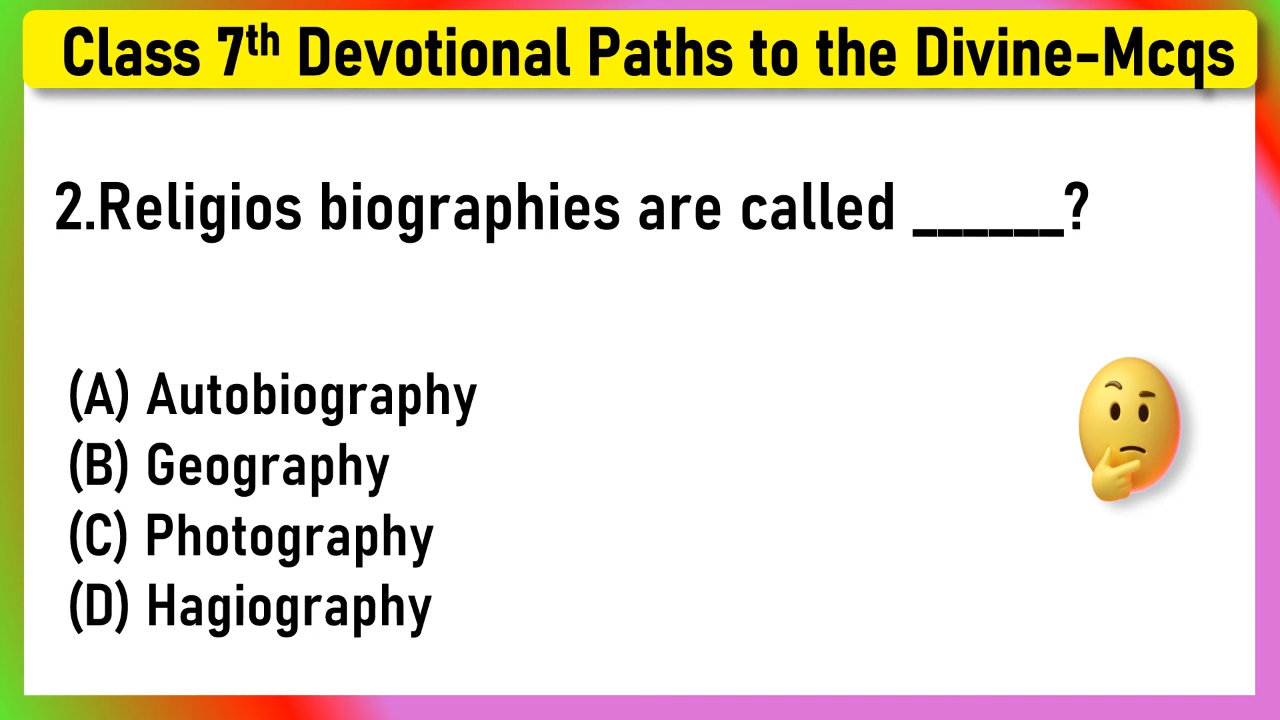 Class 7th Devotional Paths to the Divine-Mcqs
2.Religios biographies are called ______?
(A) Autobiography
(B) Geography
(C) Photography
(D) Hagiography